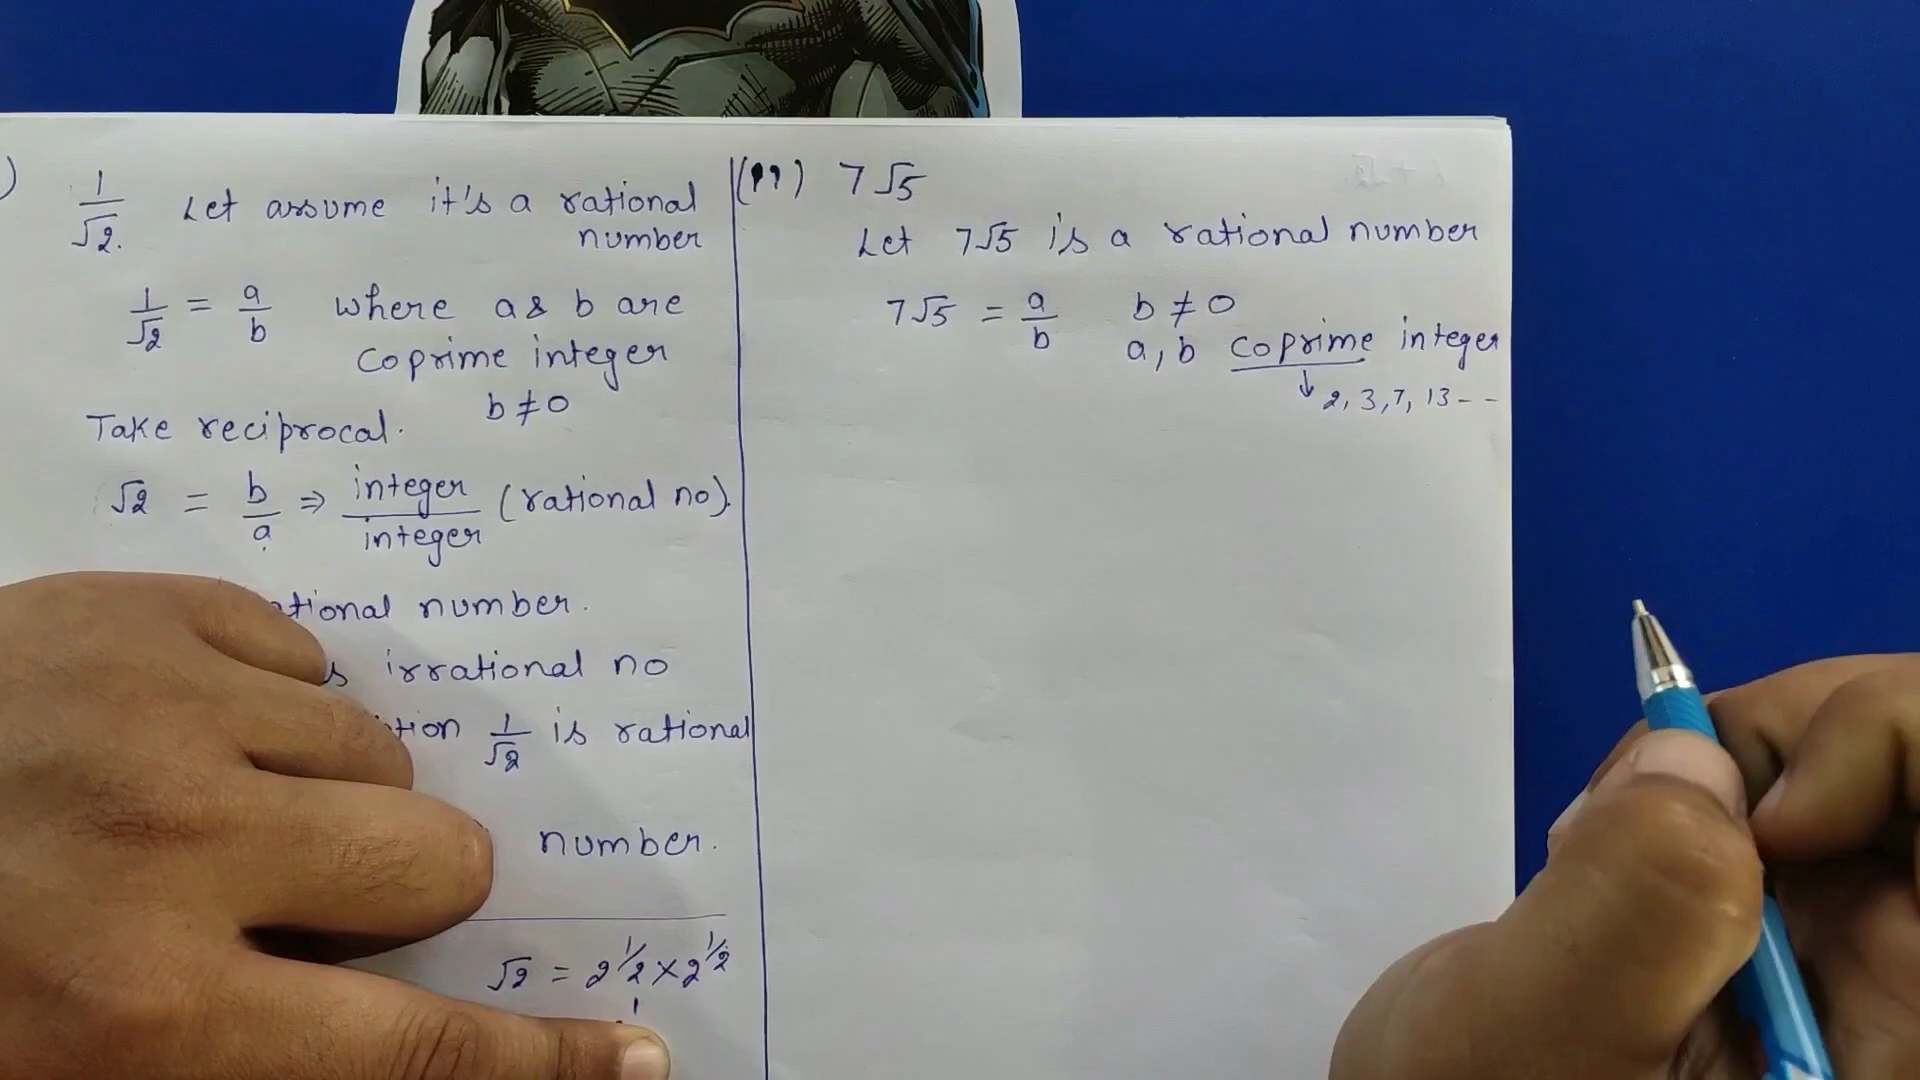 )
1/√2. Let assume it's a rational
number
1/√2 = a/b where a & b are
coprime integer
b ≠ 0
Take reciprocal.
√2 = b/a ⇒ integer/integer (rational no).
number.
irrational no
1/√2 is rational
number.
√2 = 2^1/2 × 2^1/2
(ii) 7√5
Let 7√5 is a rational number
7√5 = a/b b ≠ 0
a, b coprime integer
↓ 2, 3, 7, 13 - -